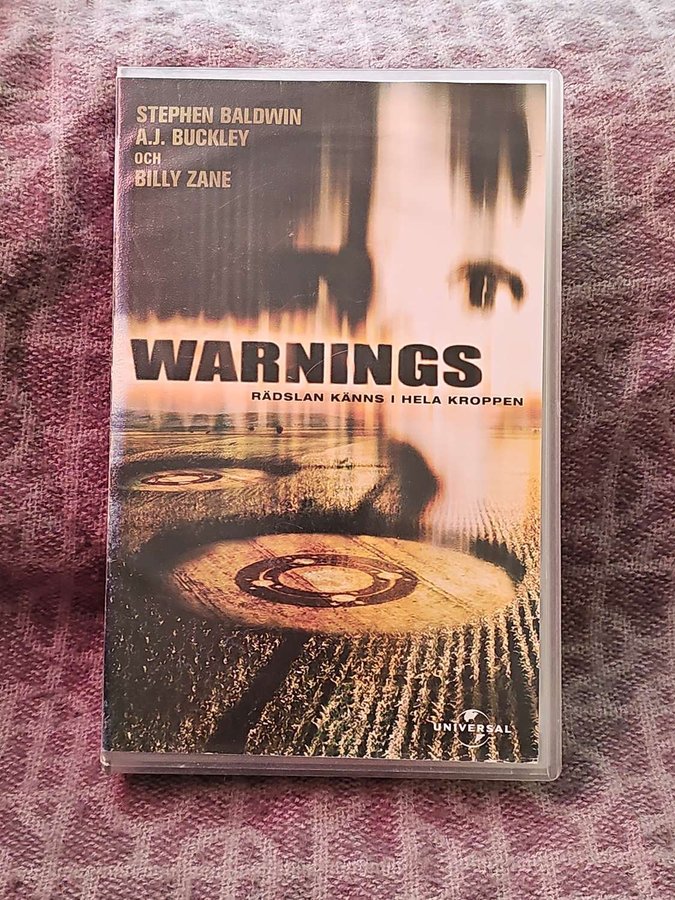 STEPHEN BALDWIN
A.J. BUCKLEY
OCH
BILLY ZANE
WARNINGS
RÄDSLAN KÄNNS I HELA KROPPEN
UNIVERSAL